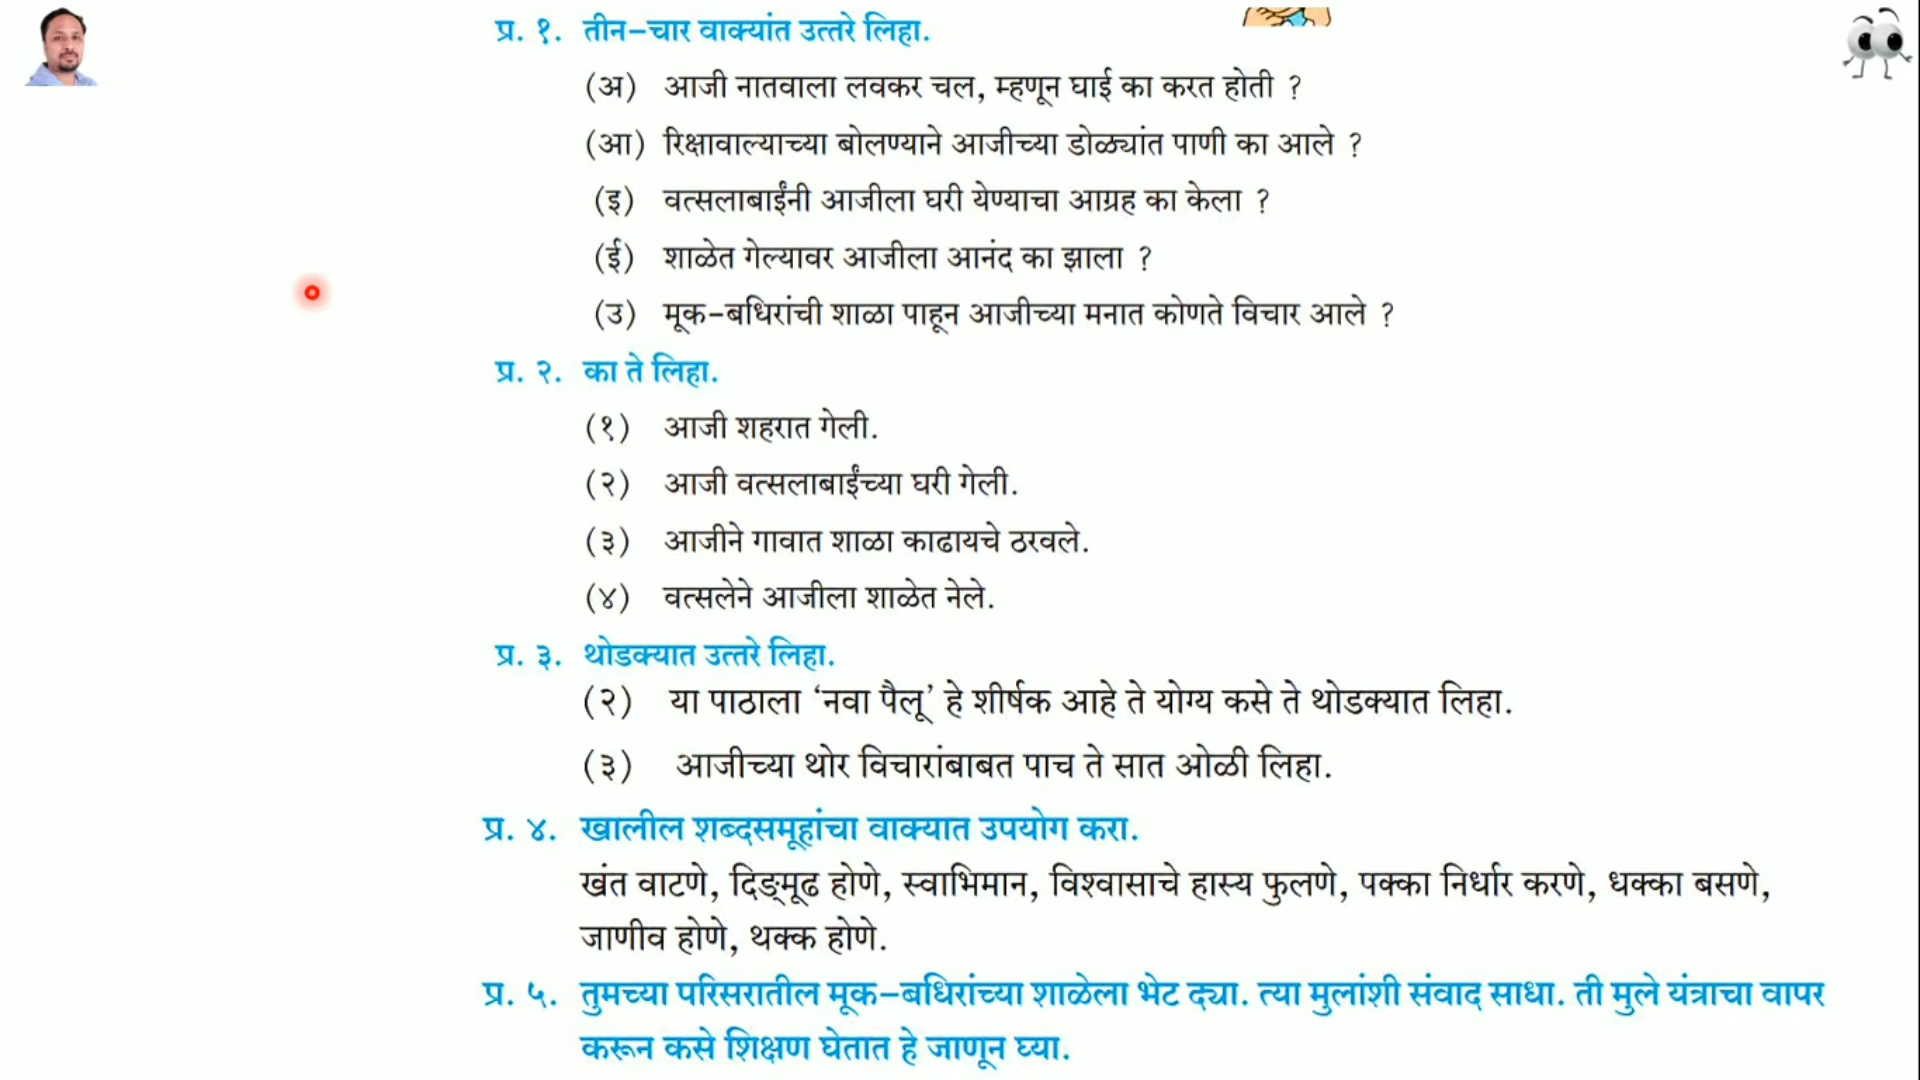 प्र. १. तीन-चार वाक्यांत उत्तरे लिहा.
(अ) आजी नातवाला लवकर चल, म्हणून घाई का करत होती ?
(आ) रिक्षावाल्याच्या बोलण्याने आजीच्या डोळ्यांत पाणी का आले ?
(इ) वत्सलाबाईंनी आजीला घरी येण्याचा आग्रह का केला ?
(ई) शाळेत गेल्यावर आजीला आनंद का झाला ?
(उ) मूक-बधिरांची शाळा पाहून आजीच्या मनात कोणते विचार आले ?
प्र. २. का ते लिहा.
(१) आजी शहरात गेली.
(२) आजी वत्सलाबाईंच्या घरी गेली.
(३) आजीने गावात शाळा काढायचे ठरवले.
(४) वत्सलेने आजीला शाळेत नेले.
प्र. ३. थोडक्यात उत्तरे लिहा.
(२) या पाठाला ‘नवा पैलू’ हे शीर्षक आहे ते योग्य कसे ते थोडक्यात लिहा.
(३) आजीच्या थोर विचारांबाबत पाच ते सात ओळी लिहा.
प्र. ४. खालील शब्दसमूहांचा वाक्यात उपयोग करा.
खंत वाटणे, दिङ्मूढ होणे, स्वाभिमान, विश्वासाचे हास्य फुलणे, पक्का निर्धार करणे, धक्का बसणे,
जाणीव होणे, थक्क होणे.
प्र. ५. तुमच्या परिसरातील मूक-बधिरांच्या शाळेला भेट द्या. त्या मुलांशी संवाद साधा. ती मुले यंत्राचा वापर
करून कसे शिक्षण घेतात हे जाणून घ्या.